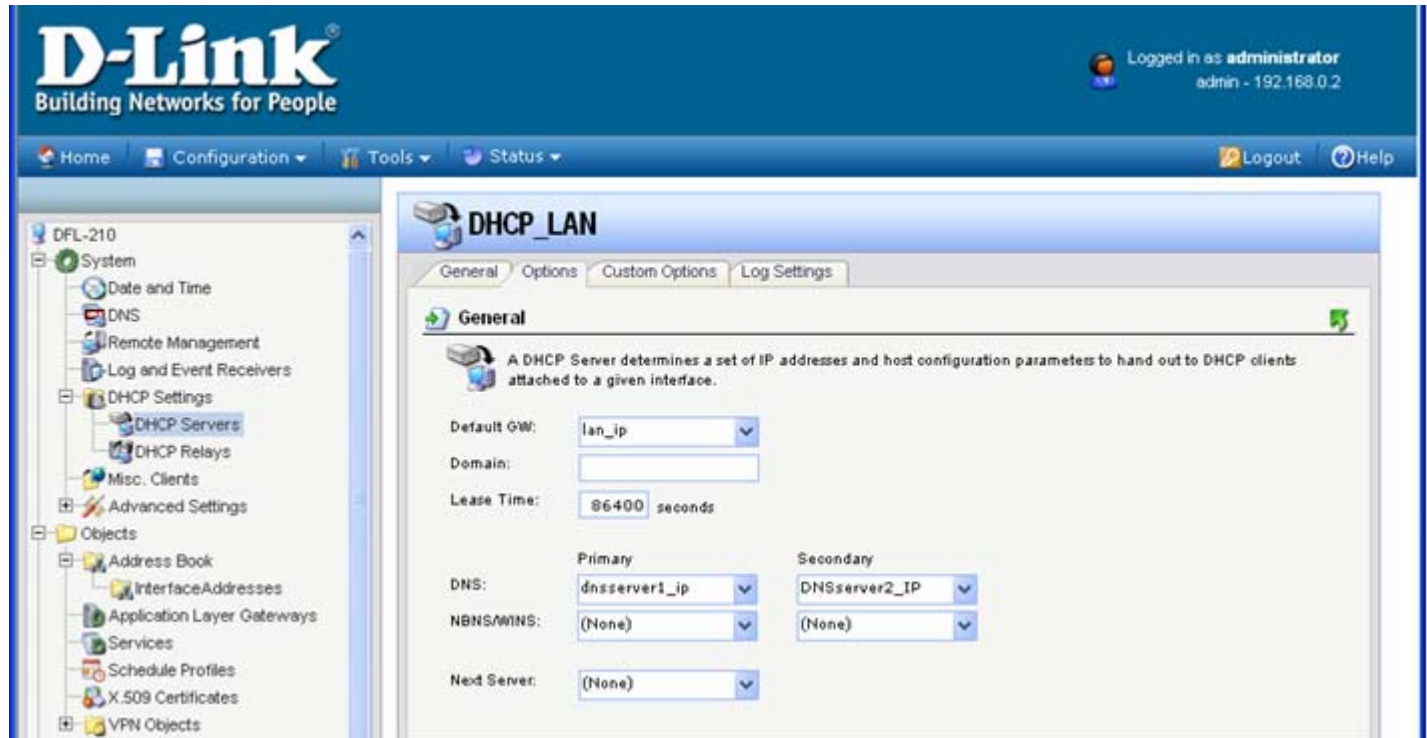 D-Link
Building Networks for People
Logged in as administrator
admin - 192.168.0.2
Home Configuration Tools Status Logout Help
DFL-210
System
Date and Time
DNS
Remote Management
Log and Event Receivers
DHCP Settings
DHCP Servers
DHCP Relays
Misc. Clients
Advanced Settings
Objects
Address Book
InterfaceAddresses
Application Layer Gateways
Services
Schedule Profiles
X.509 Certificates
VPN Objects
DHCP_LAN
General Options Custom Options Log Settings
General
A DHCP Server determines a set of IP addresses and host configuration parameters to hand out to DHCP clients
attached to a given interface.
Default GW: lan_ip
Domain:
Lease Time: 86400 seconds
Primary Secondary
DNS: dnsserver1_ip DNSserver2_IP
NBNS/WINS: (None) (None)
Next Server: (None)